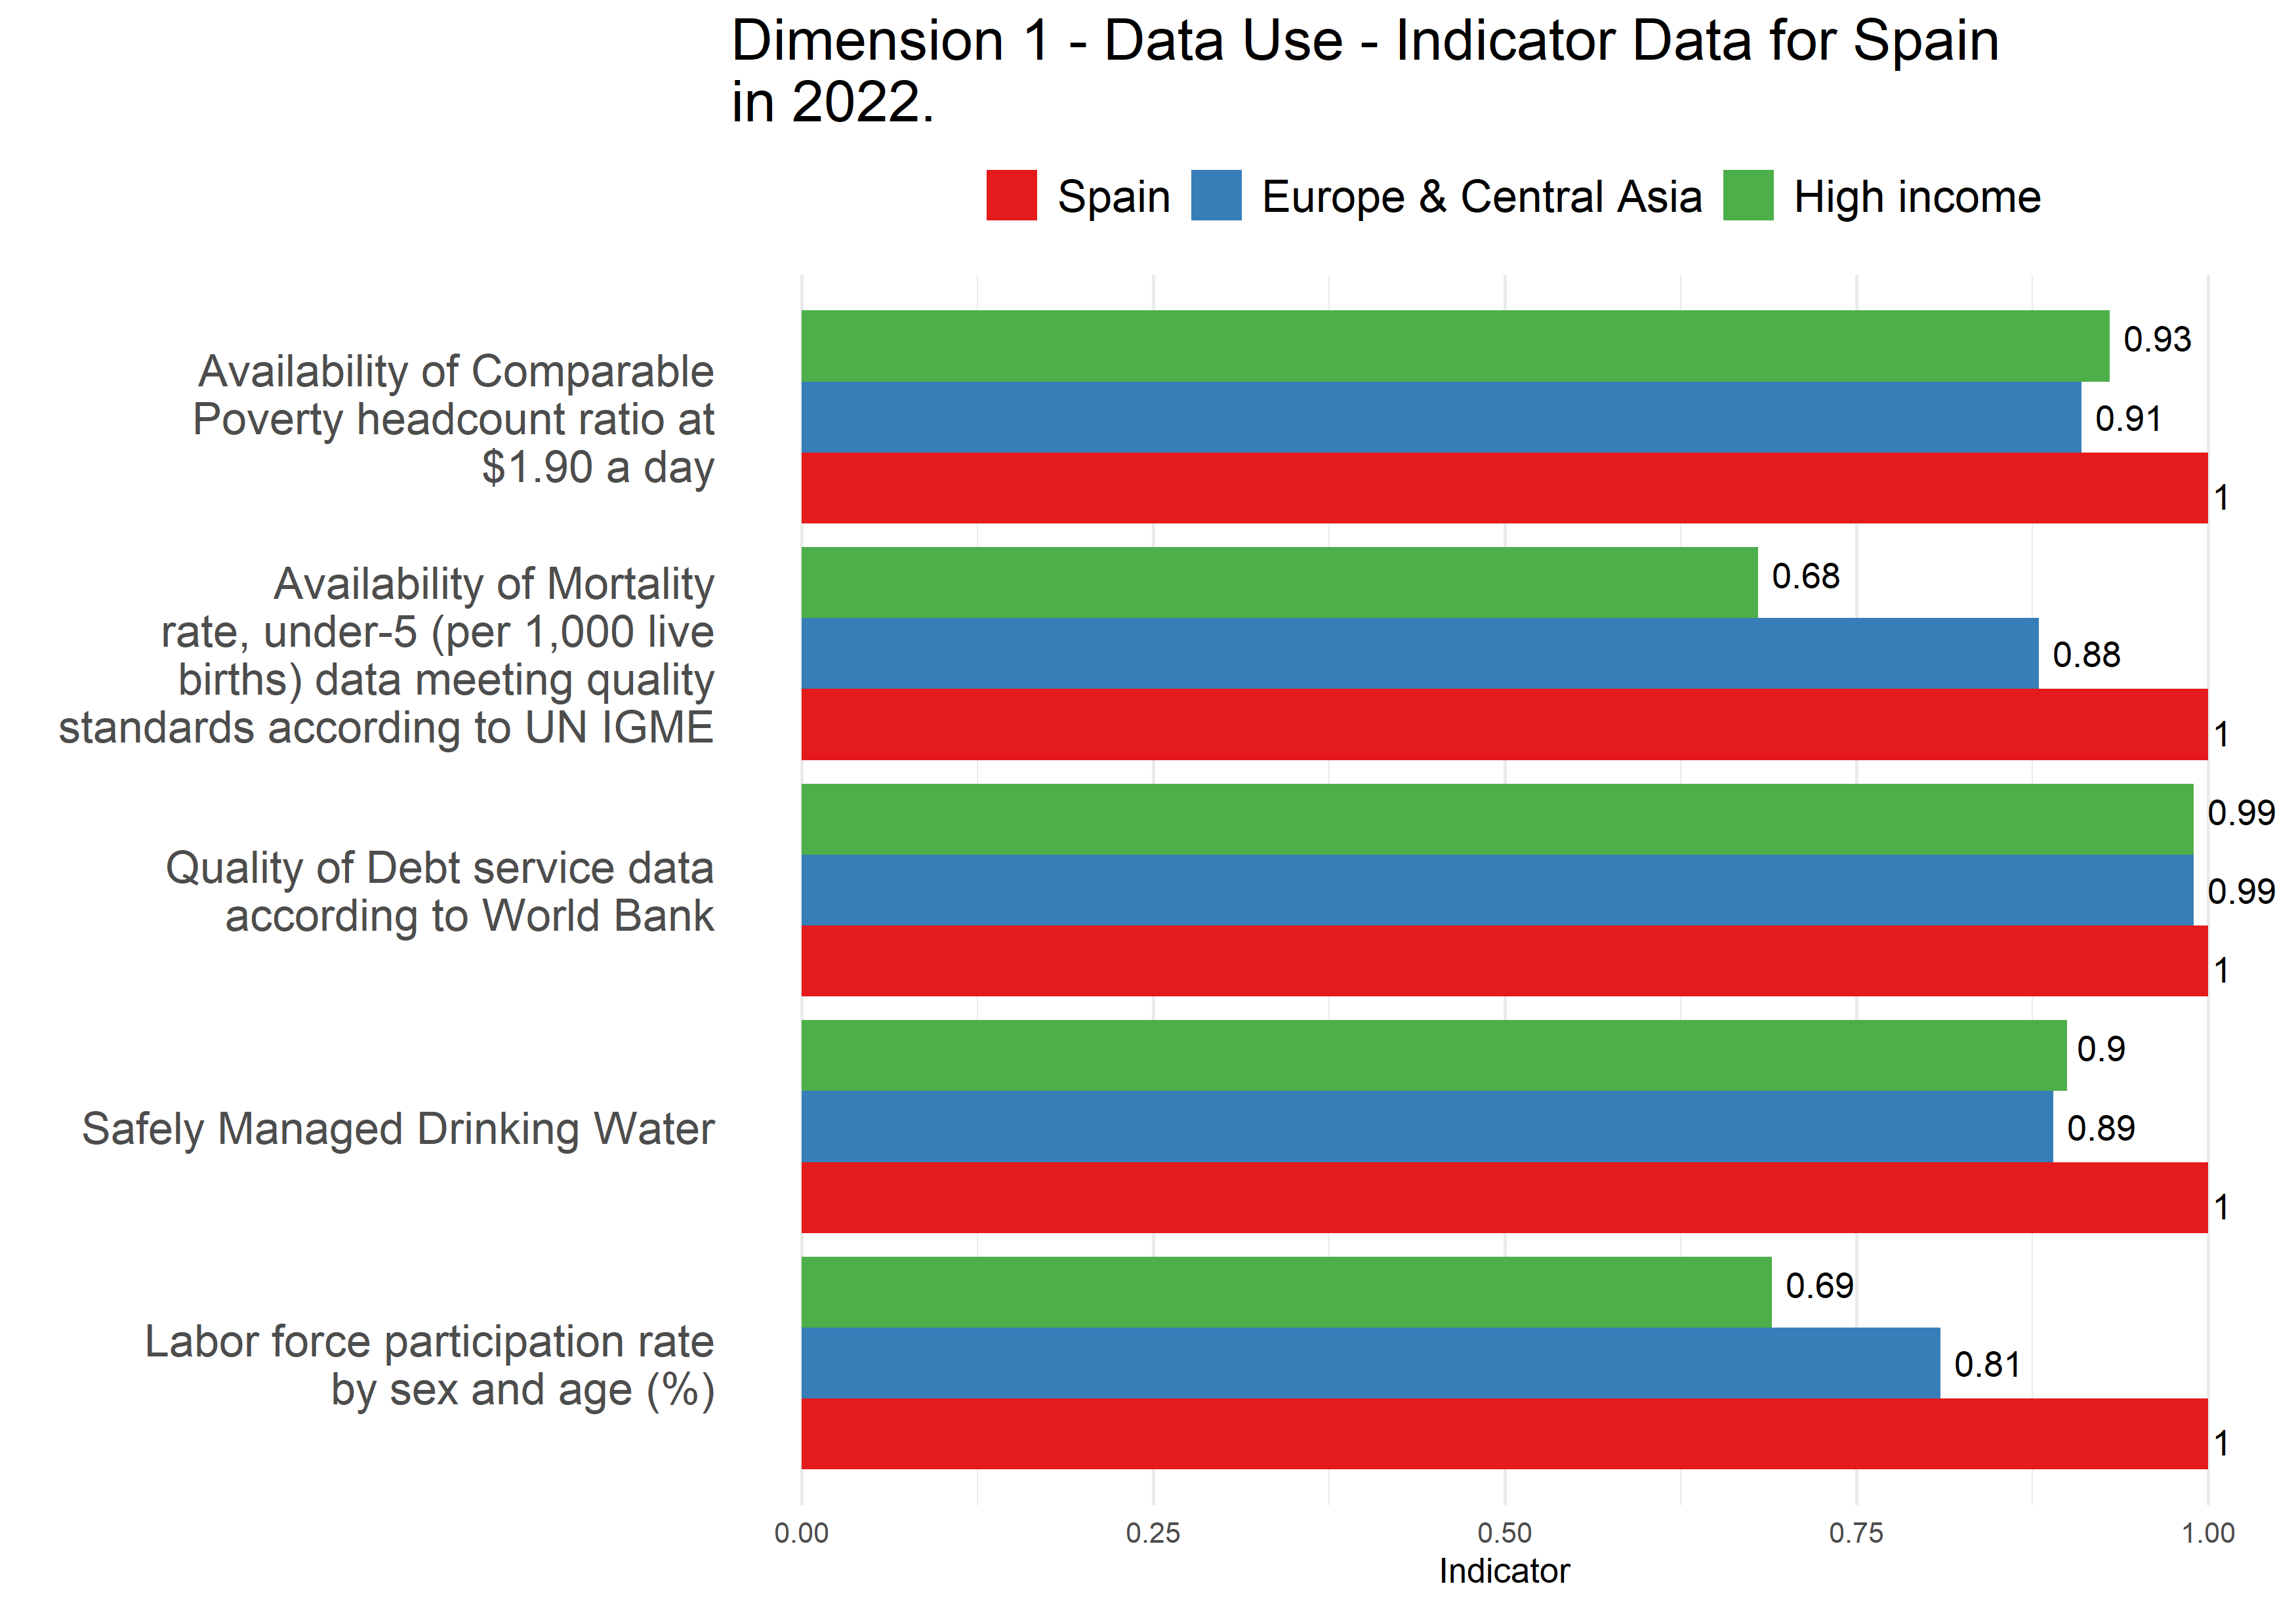 Dimension 1 - Data Use - Indicator Data for Spain
in 2022.
Spain
Europe & Central Asia
High income
Availability of Comparable
Poverty headcount ratio at
$1.90 a day
0.93
0.91
1
Availability of Mortality
rate, under-5 (per 1,000 live
births) data meeting quality
standards according to UN IGME
0.68
0.88
1
Quality of Debt service data
according to World Bank
0.99
0.99
1
Safely Managed Drinking Water
0.9
0.89
1
Labor force participation rate
by sex and age (%)
0.69
0.81
1
0.00
0.25
0.50
0.75
1.00
Indicator